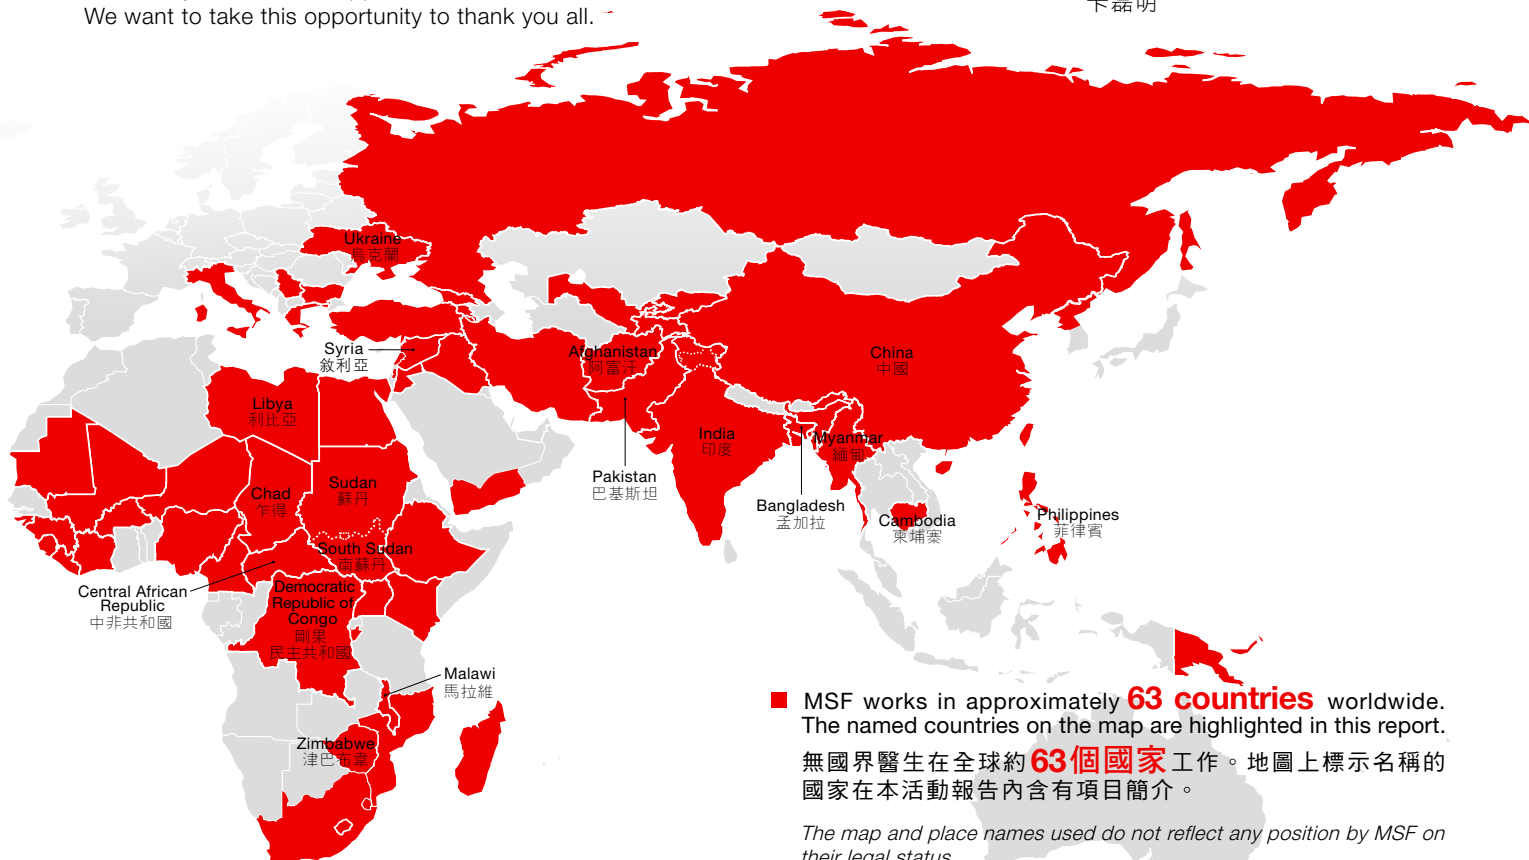 We want to take this opportunity to thank you all.
卡磊明
Ukraine
烏克蘭
Syria
敘利亞
Afghanistan
阿富汗
China
中國
Libya
利比亞
India
印度
Myanmar
緬甸
Pakistan
巴基斯坦
Bangladesh
孟加拉
Cambodia
柬埔寨
Philippines
菲律賓
Chad
乍得
Sudan
蘇丹
South Sudan
南蘇丹
Central African
Republic
中非共和國
Democratic
Republic of
Congo
剛果
民主共和國
Malawi
馬拉維
Zimbabwe
津巴布韋
MSF works in approximately 63 countries worldwide.
The named countries on the map are highlighted in this report.
無國界醫生在全球約63個國家工作。地圖上標示名稱的
國家在本活動報告內含有項目簡介。
The map and place names used do not reflect any position by MSF on
their legal status.